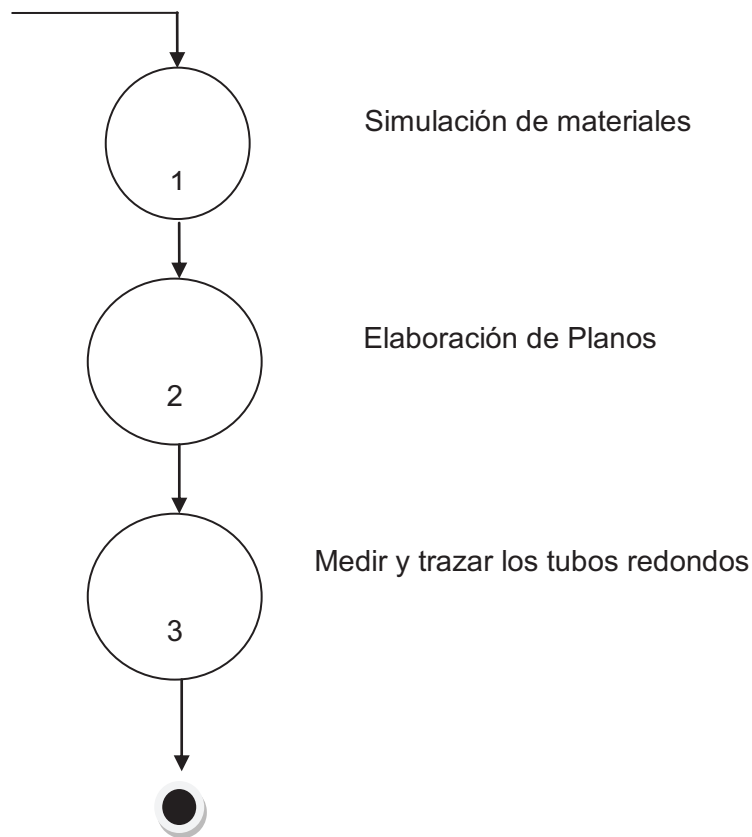 Simulación de materiales
1
Elaboración de Planos
2
Medir y trazar los tubos redondos
3